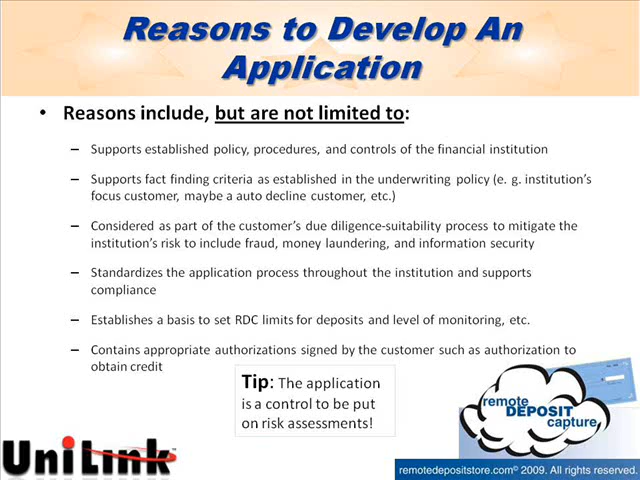 Reasons to Develop An
Application
• Reasons include, but are not limited to:
– Supports established policy, procedures, and controls of the financial institution
– Supports fact finding criteria as established in the underwriting policy (e. g. institution's
focus customer, maybe a auto decline customer, etc.)
– Considered as part of the customer's due diligence-suitability process to mitigate the
institution's risk to include fraud, money laundering, and information security
– Standardizes the application process throughout the institution and supports
compliance
– Establishes a basis to set RDC limits for deposits and level of monitoring, etc.
– Contains appropriate authorizations signed by the customer such as authorization to
obtain credit
Tip: The application
is a control to be put
on risk assessments!
remote
DEPOSIT
capture
UniLink
remotedepositstore.com© 2009. All rights reserved.